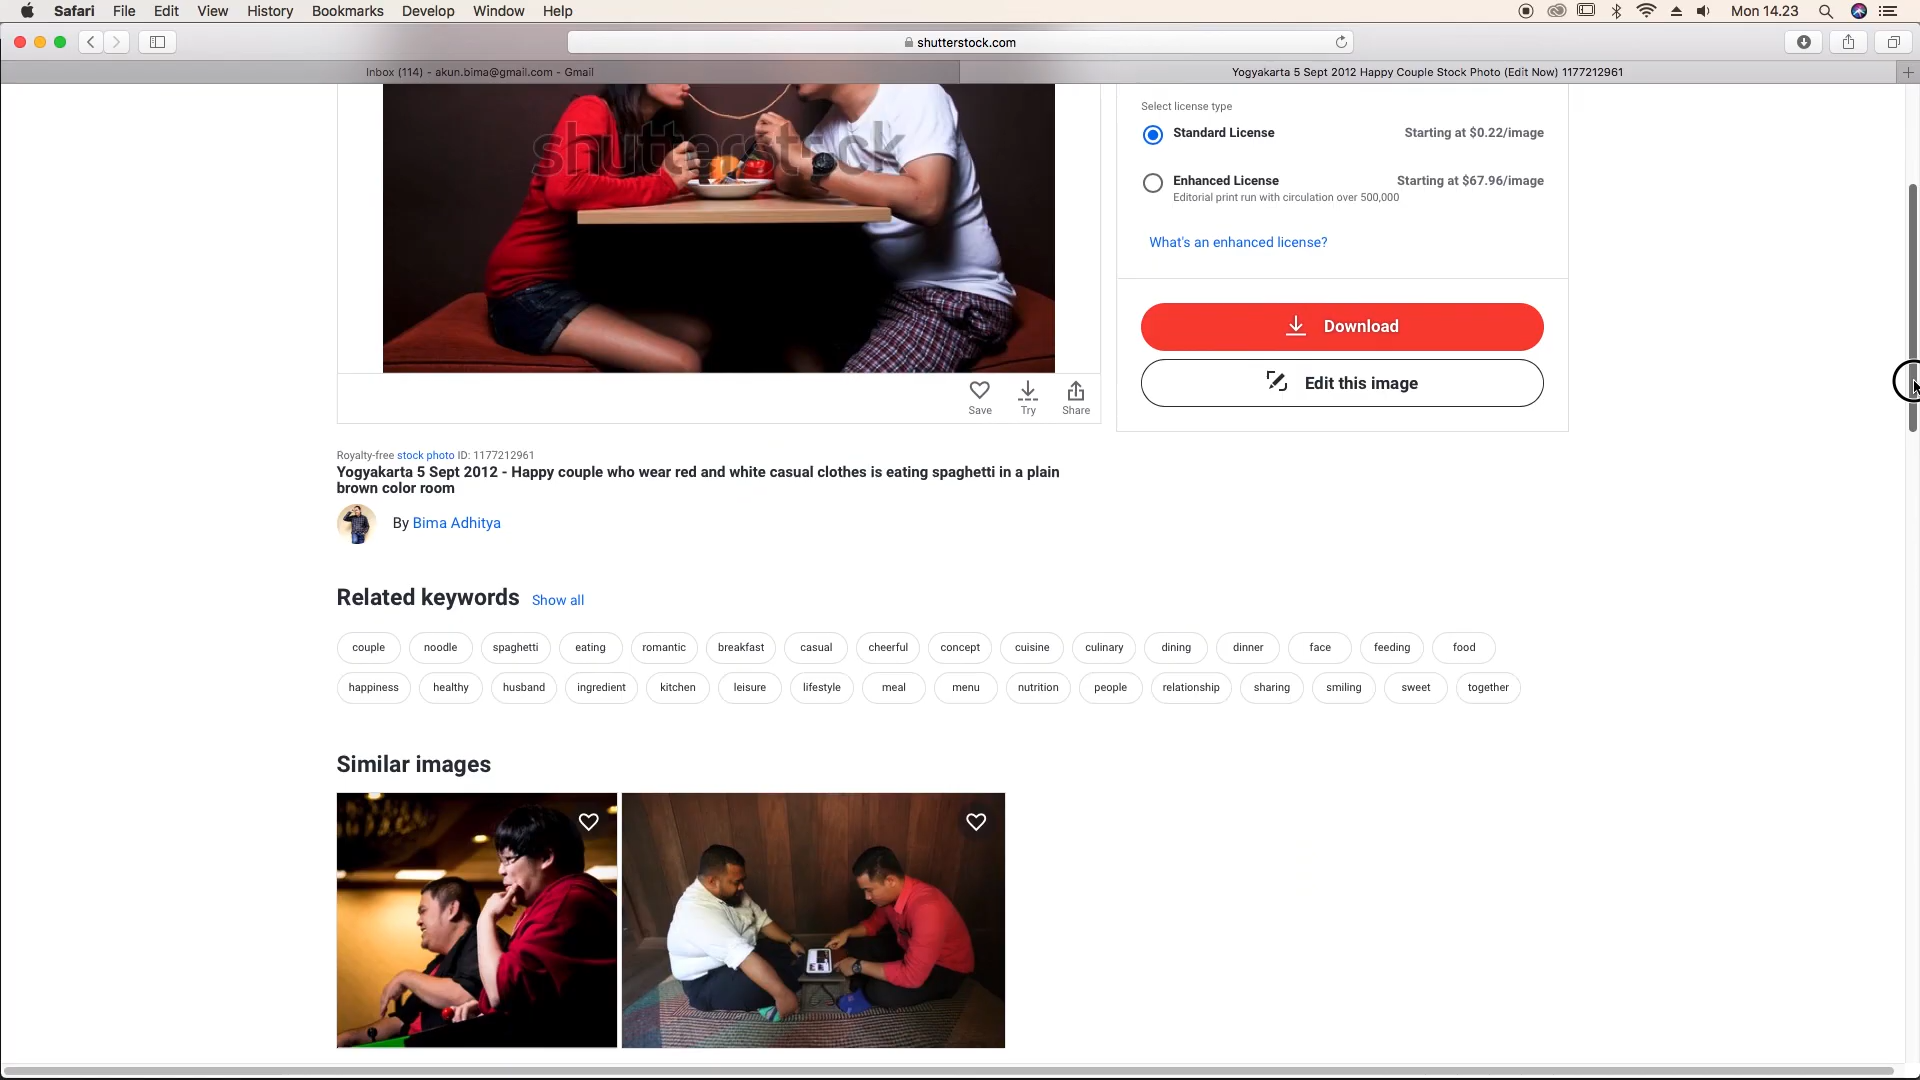 Safari File Edit View History Bookmarks Develop Window Help Mon 14.23
shutterstock.com
Inbox (114) - akun.bima@gmail.com - Gmail
Yogyakarta 5 Sept 2012 Happy Couple Stock Photo (Edit Now) 1177212961
shutterstock
Select license type
Standard License Starting at $0.22/image
Enhanced License Starting at $67.96/image
Editorial print run with circulation over 500,000
What's an enhanced license?
Download
Edit this image
Save Try Share
Royalty-free stock photo ID: 1177212961
Yogyakarta 5 Sept 2012 - Happy couple who wear red and white casual clothes is eating spaghetti in a plain
brown color room
By Bima Adhitya
Related keywords Show all
couple noodle spaghetti eating romantic breakfast casual cheerful concept cuisine culinary dining dinner face feeding food
happiness healthy husband ingredient kitchen leisure lifestyle meal menu nutrition people relationship sharing smiling sweet together
Similar images